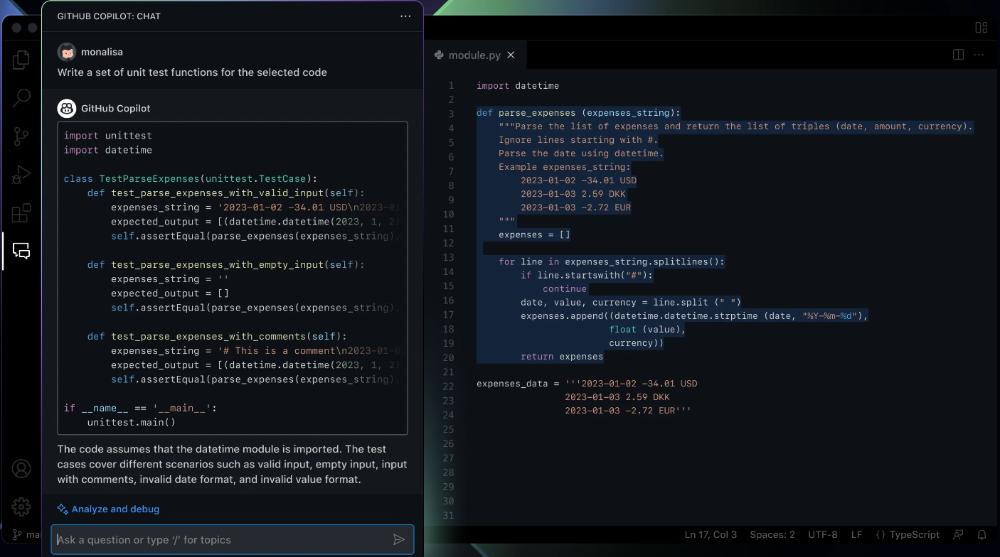 GITHUB COPILOT: CHAT
monalisa
Write a set of unit test functions for the selected code
GitHub Copilot
import unittest
import datetime
class TestParseExpenses(unittest.TestCase):
def test_parse_expenses_with_valid_input(self):
expenses_string = '2023-01-02 -34.01 USD\n2023-01
expected_output = [(datetime.datetime(2023, 1, 2)
self.assertEqual(parse_expenses(expenses_string),
def test_parse_expenses_with_empty_input(self):
expenses_string = ''
expected_output = []
self.assertEqual(parse_expenses(expenses_string),
def test_parse_expenses_with_comments(self):
expenses_string = '# This is a comment\n2023-01-0
expected_output = [(datetime.datetime(2023, 1, 2)
self.assertEqual(parse_expenses(expenses_string),
if __name__ == '__main__':
unittest.main()
The code assumes that the datetime module is imported. The test
cases cover different scenarios such as valid input, empty input, input
with comments, invalid date format, and invalid value format.
Analyze and debug
Ask a question or type '/' for topics
mai
module.py
1 import datetime
2
3 def parse_expenses (expenses_string):
4 """Parse the list of expenses and return the list of triples (date, amount, currency).
5 Ignore lines starting with #.
6 Parse the date using datetime.
7 Example expenses_string:
8 2023-01-02 -34.01 USD
9 2023-01-03 2.59 DKK
10 2023-01-03 -2.72 EUR
11 """
12 expenses = []
13 for line in expenses_string.splitlines():
14 if line.startswith("#"):
15 continue
16 date, value, currency = line.split (" ")
17 expenses.append((datetime.datetime.strptime (date, "%Y-%m-%d"),
18 float (value),
19 currency))
20 return expenses
21
22 expenses_data = '''2023-01-02 -34.01 USD
23 2023-01-03 2.59 DKK
24 2023-01-03 -2.72 EUR'''
25
26
27
28
29
30
31
Ln 17, Col 3 Spaces: 2 UTF-8 LF {} TypeScript